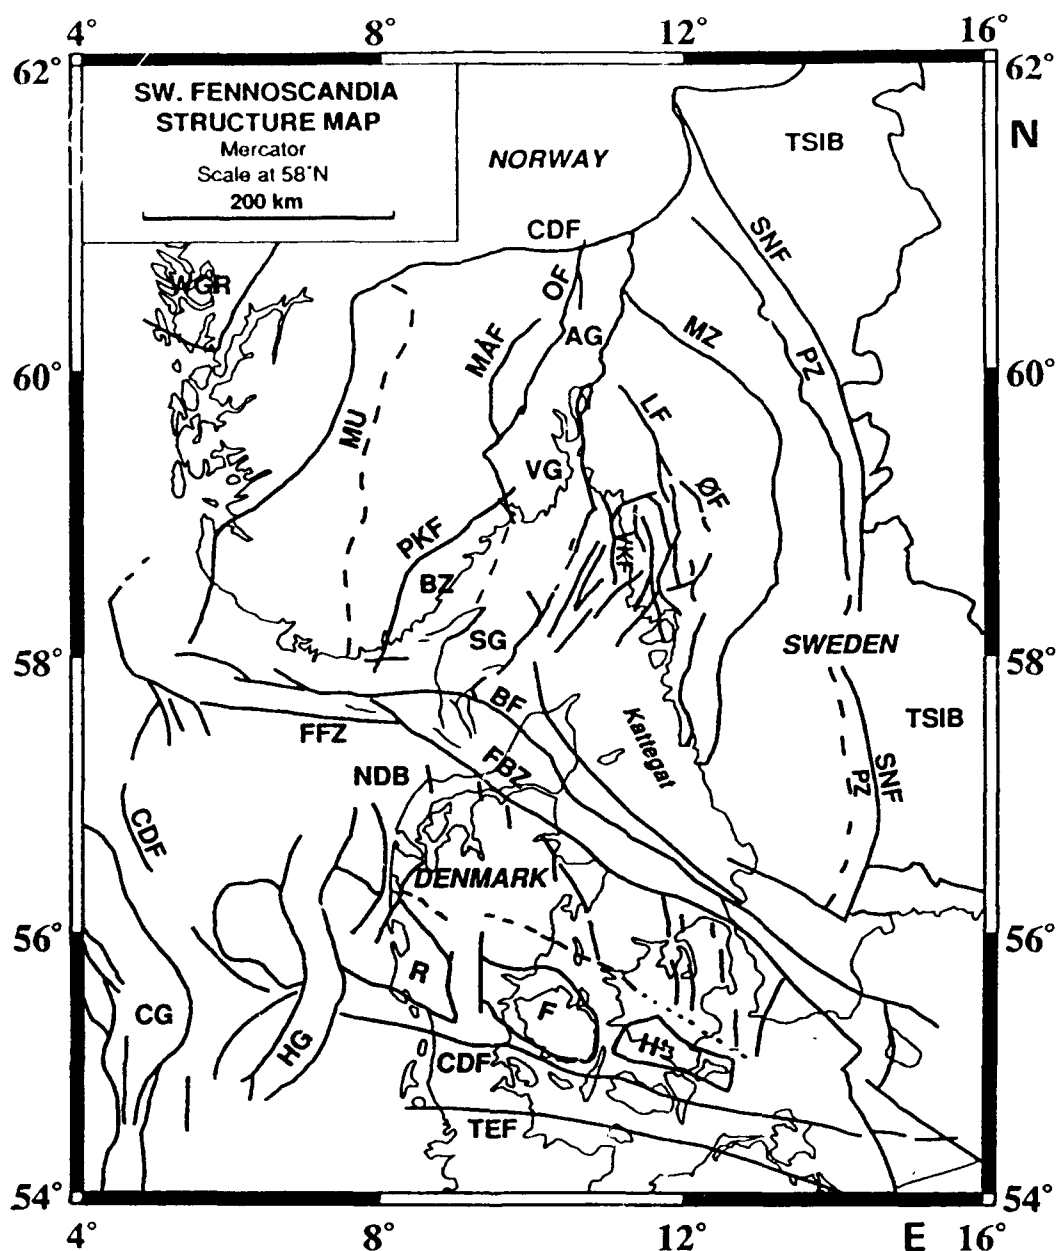 4° 8° 12° 16°
62° 62°
SW. FENNOSCANDIA
STRUCTURE MAP
Mercator
Scale at 58°N
200 km
N
TSIB
NORWAY
CDF
SNF
WGR
OF
AG
MZ
MÅF
PZ
60° 60°
LF
MU
VG
ØF
PKF
BZ
VKF
SG
SWEDEN
58° 58°
BF
Kattegat
TSIB
FFZ
FBZ
NDB
SNF
PZ
CDF
DENMARK
56° 56°
R
F
CG
HG
H
CDF
TEF
54° 54°
4° 8° 12° E 16°